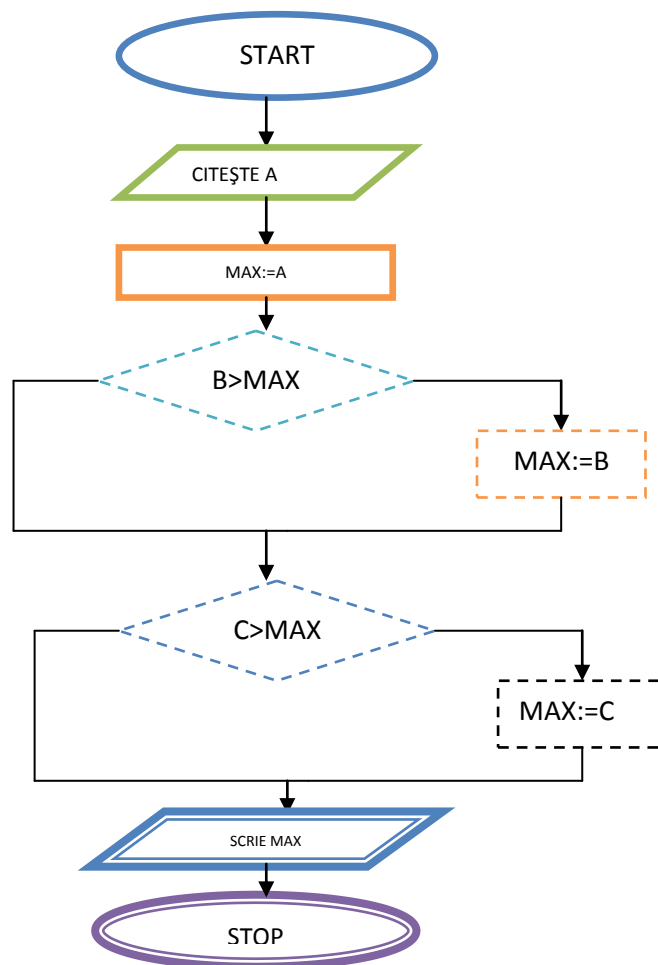 START
CITEŞTE A
MAX:=A
B>MAX
MAX:=B
C>MAX
MAX:=C
SCRIE MAX
STOP